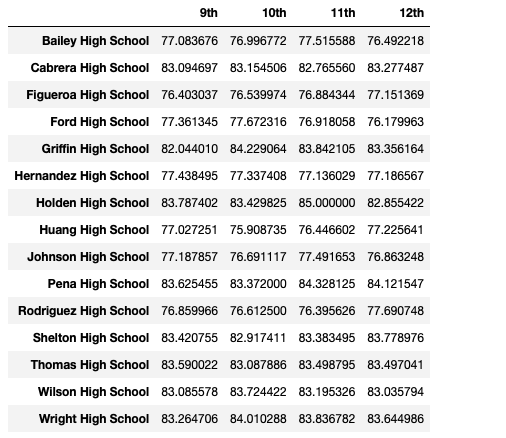 9th 10th 11th 12th
Bailey High School 77.083676 76.996772 77.515588 76.492218
Cabrera High School 83.094697 83.154506 82.765560 83.277487
Figueroa High School 76.403037 76.539974 76.884344 77.151369
Ford High School 77.361345 77.672316 76.918058 76.179963
Griffin High School 82.044010 84.229064 83.842105 83.356164
Hernandez High School 77.438495 77.337408 77.136029 77.186567
Holden High School 83.787402 83.429825 85.000000 82.855422
Huang High School 77.027251 75.908735 76.446602 77.225641
Johnson High School 77.187857 76.691117 77.491653 76.863248
Pena High School 83.625455 83.372000 84.328125 84.121547
Rodriguez High School 76.859966 76.612500 76.395626 77.690748
Shelton High School 83.420755 82.917411 83.383495 83.778976
Thomas High School 83.590022 83.087886 83.498795 83.497041
Wilson High School 83.085578 83.724422 83.195326 83.035794
Wright High School 83.264706 84.010288 83.836782 83.644986